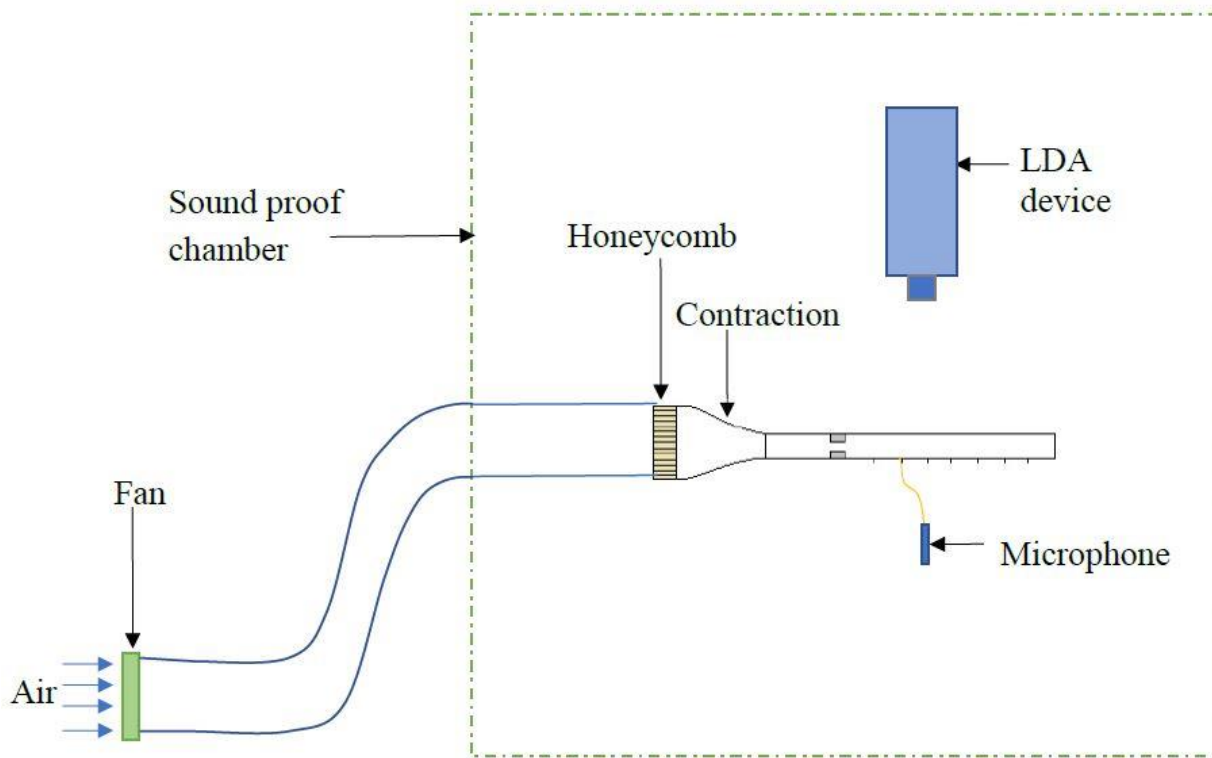 LDA
device
Sound proof
chamber
Honeycomb
Contraction
Fan
Microphone
Air